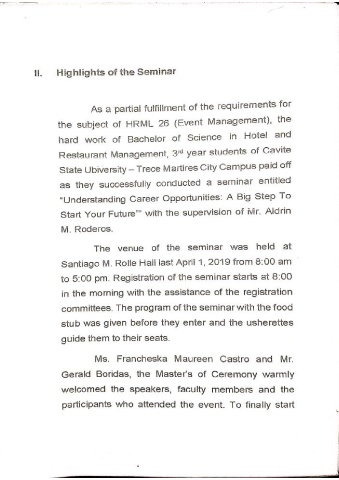 II. Highlights of the Seminar
As a partial fulfillment of the requirements for
the subject of HRML 26 (Event Management), the
hard work of Bachelor of Science in Hotel and
Restaurant Management, 3rd year students of Cavite
State Ubiversity – Trece Martires City Campus paid off
as they successfully conducted a seminar entitled
"Understanding Career Opportunities: A Big Step To
Start Your Future"" with the supervision of Mr. Aldrin
M. Roderos.
The venue of the seminar was held at
Santiago M. Rolle Hall last April 1, 2019 from 8:00 am
to 5:00 pm. Registration of the seminar starts at 8:00
in the morning with the assistance of the registration
committees. The program of the seminar with the food
stub was given before they enter and the usherettes
guide them to their seats.
Ms. Francheska Maureen Castro and Mr.
Gerald Boridas, the Master's of Ceremony warmly
welcomed the speakers, faculty members and the
participants who attended the event. To finally start